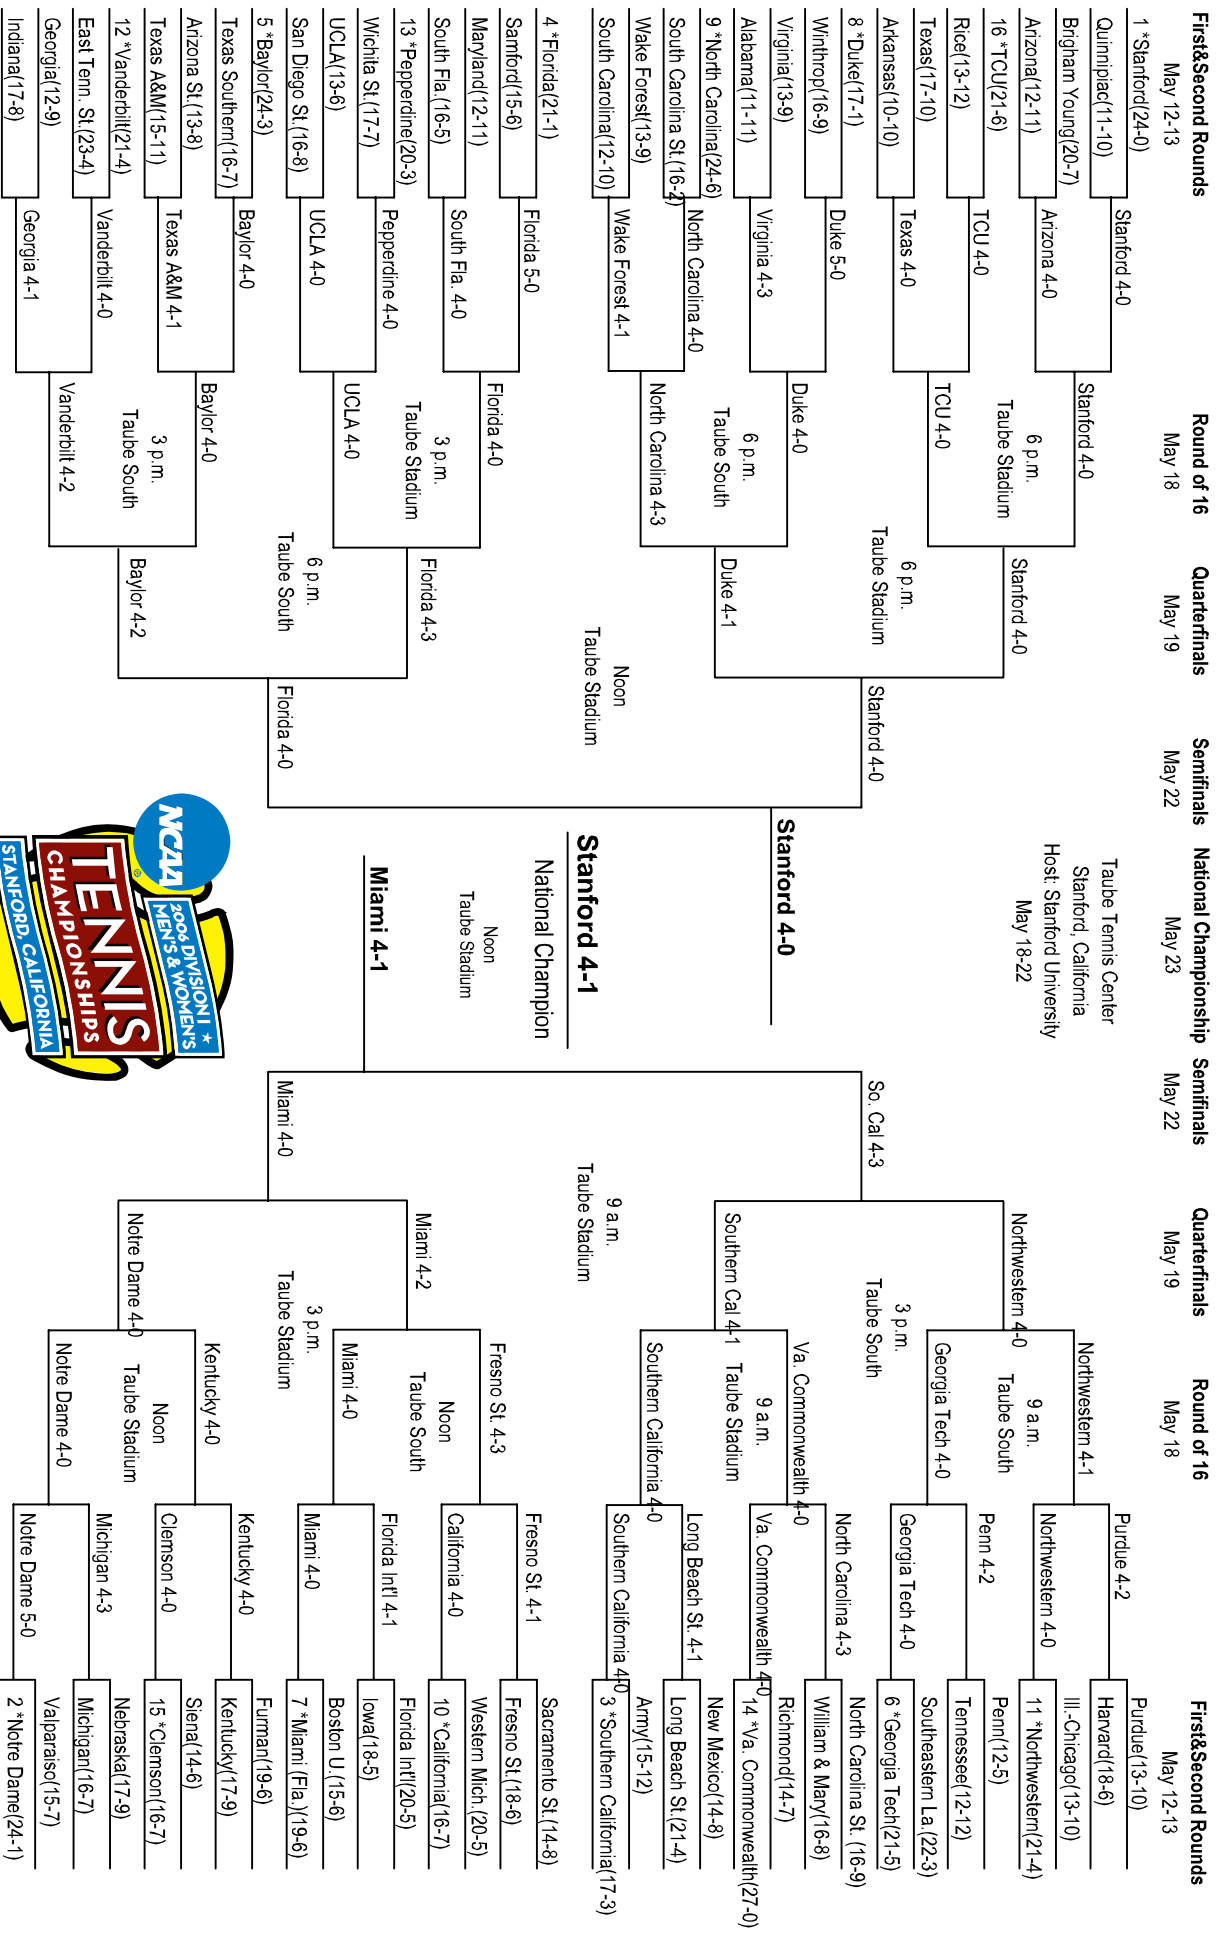 First&Second Rounds
May 12-13
Round of 16
May 18
Quarterfinals
May 19
Semifinals
May 22
National Championship
May 23
Semifinals
May 22
Quarterfinals
May 19
Round of 16
May 18
First&Second Rounds
May 12-13
Taube Tennis Center
Stanford, California
Host: Stanford University
May 18-22
1 *Stanford(24-0)
Quinnipiac(11-10)
Brigham Young(20-7)
Arizona(12-11)
16 *TCU(21-6)
Rice(13-12)
Texas(17-10)
Arkansas(10-10)
8 *Duke(17-1)
Winthrop(16-9)
Virginia(13-9)
Alabama(11-11)
9 *North Carolina(24-6)
South Carolina St.(16-2)
Wake Forest(13-9)
South Carolina(12-10)
4 *Florida(21-1)
Samford(15-6)
Maryland(12-11)
South Fla.(16-5)
13 *Pepperdine(20-3)
Wichita St.(17-7)
UCLA(13-6)
San Diego St.(16-8)
5 *Baylor(24-3)
Texas Southern(16-7)
Arizona St.(13-8)
Texas A&M(15-11)
12 *Vanderbilt(21-4)
East Tenn. St.(23-4)
Georgia(12-9)
Indiana(17-8)
Stanford 4-0
Arizona 4-0
TCU 4-0
Texas 4-0
Duke 5-0
Virginia 4-3
North Carolina 4-0
Wake Forest 4-1
Florida 5-0
South Fla. 4-0
Pepperdine 4-0
UCLA 4-0
Baylor 4-0
Texas A&M 4-1
Vanderbilt 4-0
Georgia 4-1
Stanford 4-0
6 p.m.
Taube Stadium
TCU 4-0
Duke 4-0
6 p.m.
Taube South
North Carolina 4-3
Florida 4-0
3 p.m.
Taube Stadium
UCLA 4-0
Baylor 4-0
3 p.m.
Taube South
Vanderbilt 4-2
Stanford 4-0
6 p.m.
Taube Stadium
Duke 4-1
Florida 4-3
6 p.m.
Taube South
Baylor 4-2
Stanford 4-0
Noon
Taube Stadium
Florida 4-0
Stanford 4-0
Stanford 4-1
National Champion
Noon
Taube Stadium
Miami 4-1
NCAA
®
2006 DIVISION I
MEN'S & WOMEN'S
TENNIS
CHAMPIONSHIPS
STANFORD, CALIFORNIA
So. Cal 4-3
9 a.m.
Taube Stadium
Miami 4-0
Northwestern 4-0
3 p.m.
Taube South
Southern Cal 4-1
Miami 4-2
3 p.m.
Taube Stadium
Notre Dame 4-0
Northwestern 4-1
9 a.m.
Taube South
Georgia Tech 4-0
Va. Commonwealth 4-0
9 a.m.
Taube Stadium
Southern California 4-0
Fresno St. 4-3
Noon
Taube South
Miami 4-0
Kentucky 4-0
Noon
Taube Stadium
Notre Dame 4-0
Purdue 4-2
Northwestern 4-0
Penn 4-2
Georgia Tech 4-0
North Carolina 4-3
Va. Commonwealth 4-0
Long Beach St. 4-1
Southern California 4-0
Fresno St. 4-1
California 4-0
Florida Int'l 4-1
Miami 4-0
Kentucky 4-0
Clemson 4-0
Michigan 4-3
Notre Dame 5-0
Purdue(13-10)
Harvard(18-6)
Ill.-Chicago(13-10)
11 *Northwestern(21-4)
Penn(12-5)
Tennessee(12-12)
Southeastern La.(22-3)
6 *Georgia Tech(21-5)
North Carolina St. (16-9)
William & Mary(16-8)
Richmond(14-7)
14 *Va. Commonwealth(27-0)
New Mexico(14-8)
Long Beach St.(21-4)
Army(15-12)
3 *Southern California(17-3)
Sacramento St.(14-8)
Fresno St.(18-6)
Western Mich.(20-5)
10 *California(16-7)
Florida Int'l(20-5)
Iowa(18-5)
Boston U.(15-6)
7 *Miami (Fla.)(19-6)
Furman(19-6)
Kentucky(17-9)
Siena(14-6)
15 *Clemson(16-7)
Nebraska(17-9)
Michigan(16-7)
Valparaiso(15-7)
2 *Notre Dame(24-1)